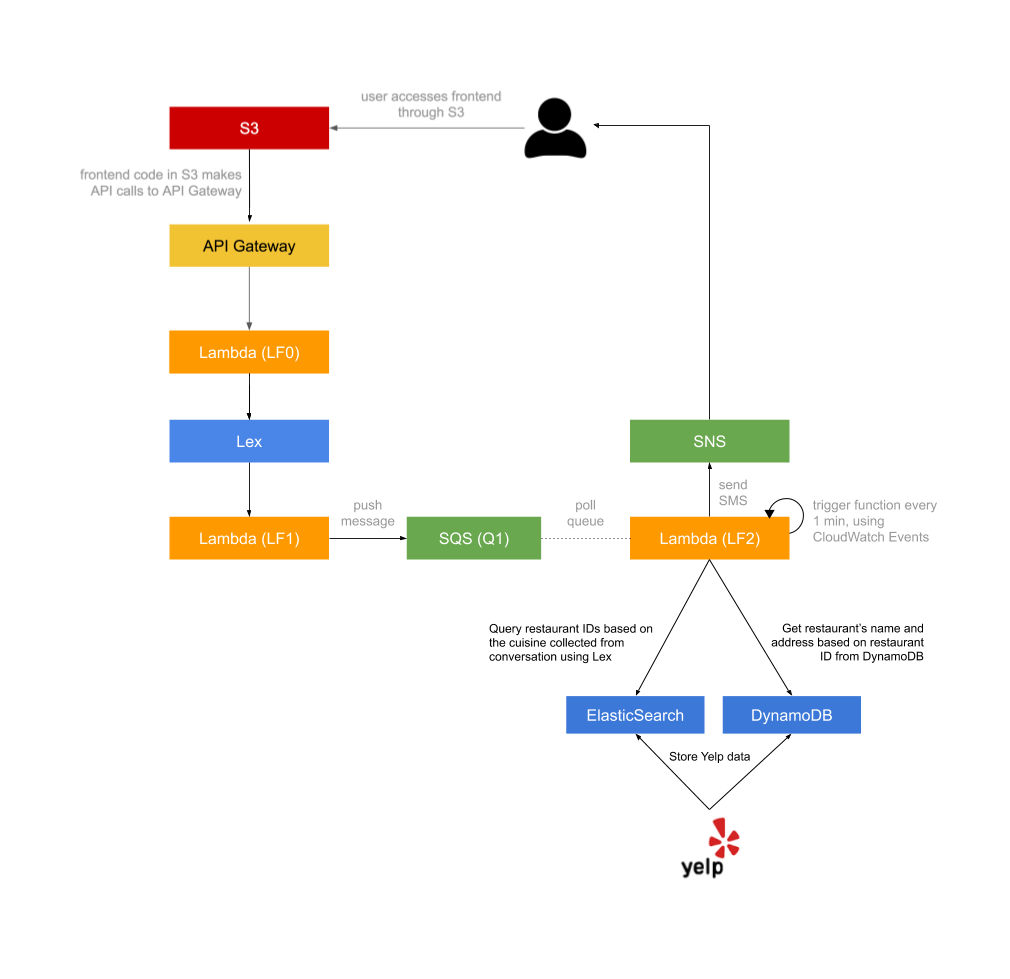 user accesses frontend
through S3
S3
frontend code in S3 makes
API calls to API Gateway
API Gateway
Lambda (LF0)
Lex
SNS
send
SMS
push
message
poll
queue
trigger function every
1 min, using
CloudWatch Events
Lambda (LF1)
SQS (Q1)
Lambda (LF2)
Query restaurant IDs based on
the cuisine collected from
conversation using Lex
Get restaurant's name and
address based on restaurant
ID from DynamoDB
ElasticSearch
DynamoDB
Store Yelp data
yelp